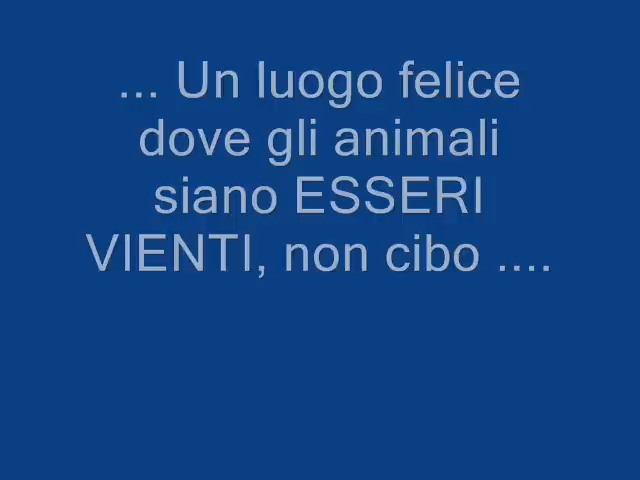 ... Un luogo felice
dove gli animali
siano ESSERI
VIENTI, non cibo ....